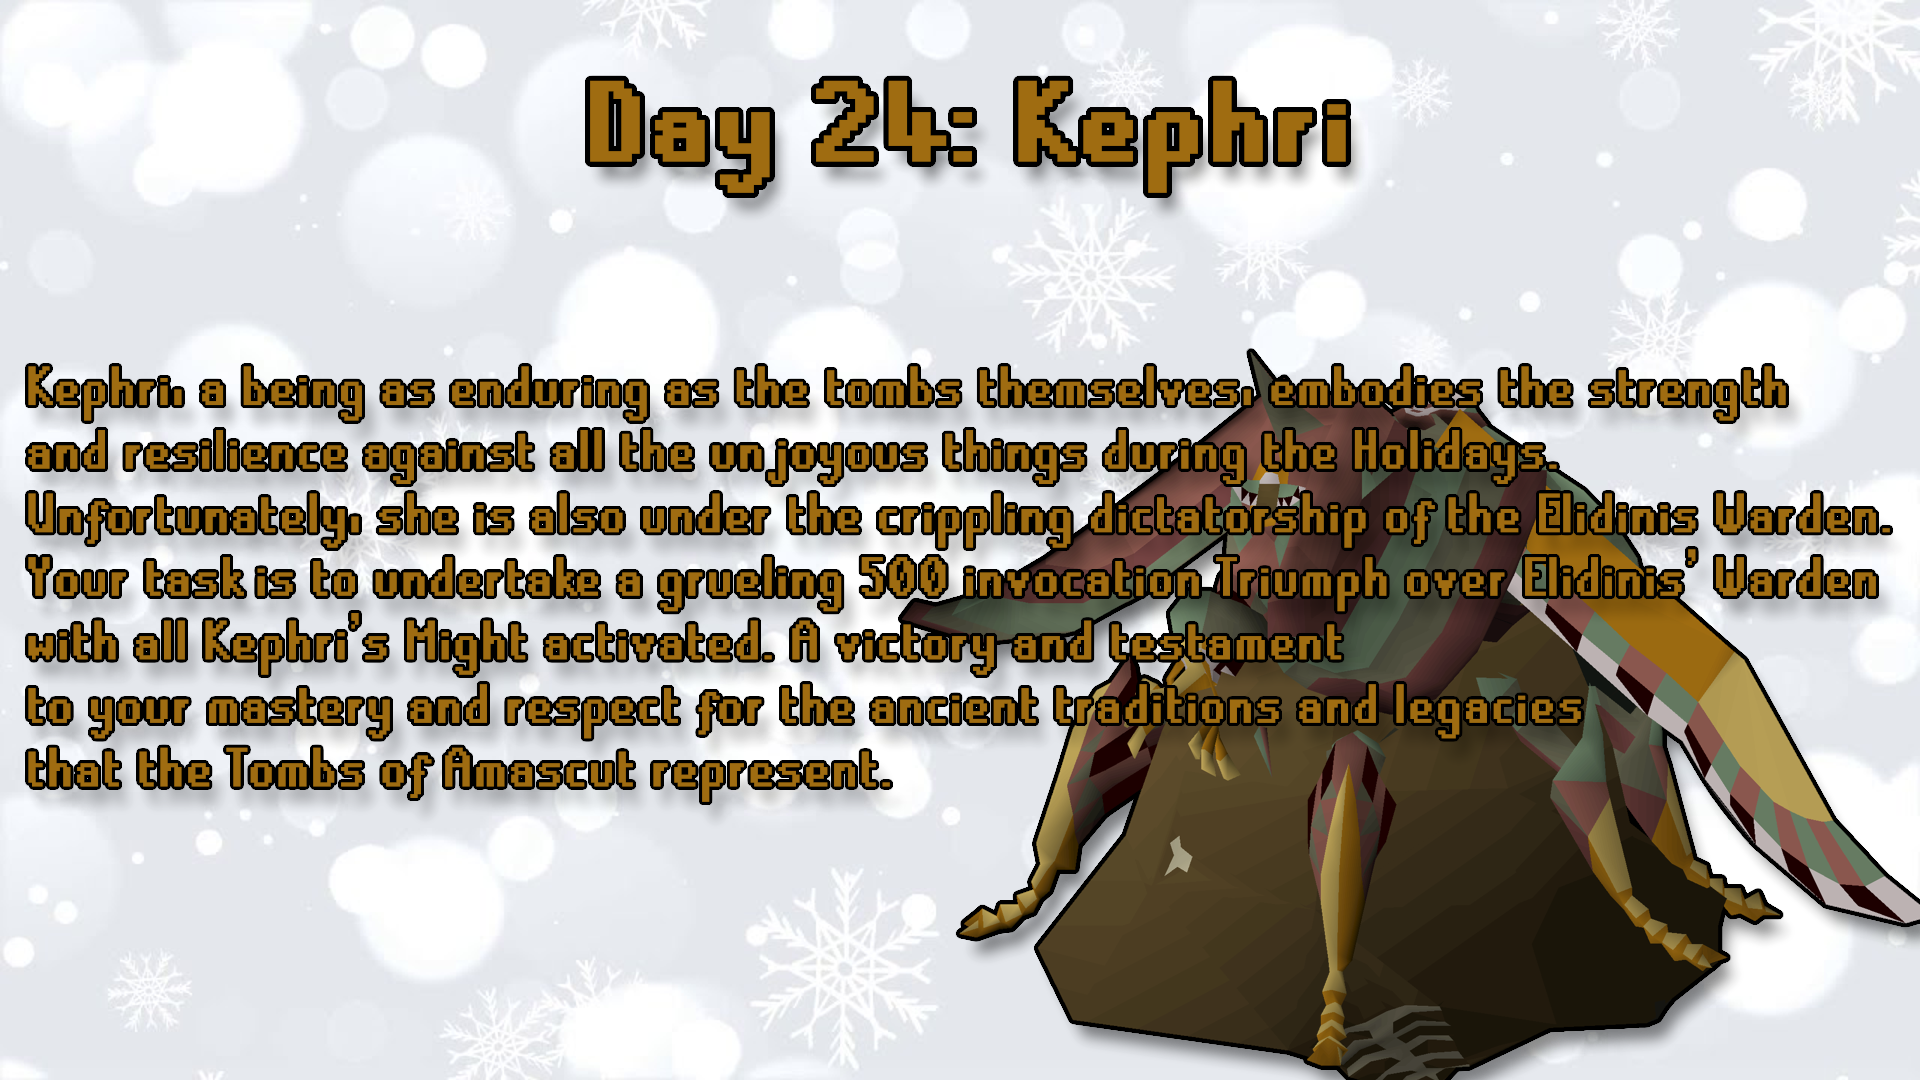 Day 24: Kephri
Kephri, a being as enduring as the tombs themselves, embodies the strength
and resilience against all the unjoyous things during the Holidays.
Unfortunately, she is also under the crippling dictatorship of the Elidinis Warden.
Your task is to undertake a grueling 500 invocation Triumph over Elidinis' Warden
with all Kephri's Might activated. A victory and testament
to your mastery and respect for the ancient traditions and legacies
that the Tombs of Amascut represent.